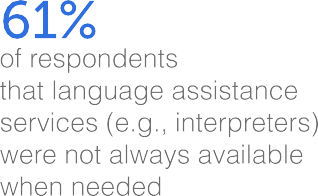 61%
of respondents
that language assistance
services (e.g., interpreters)
were not always available
when needed